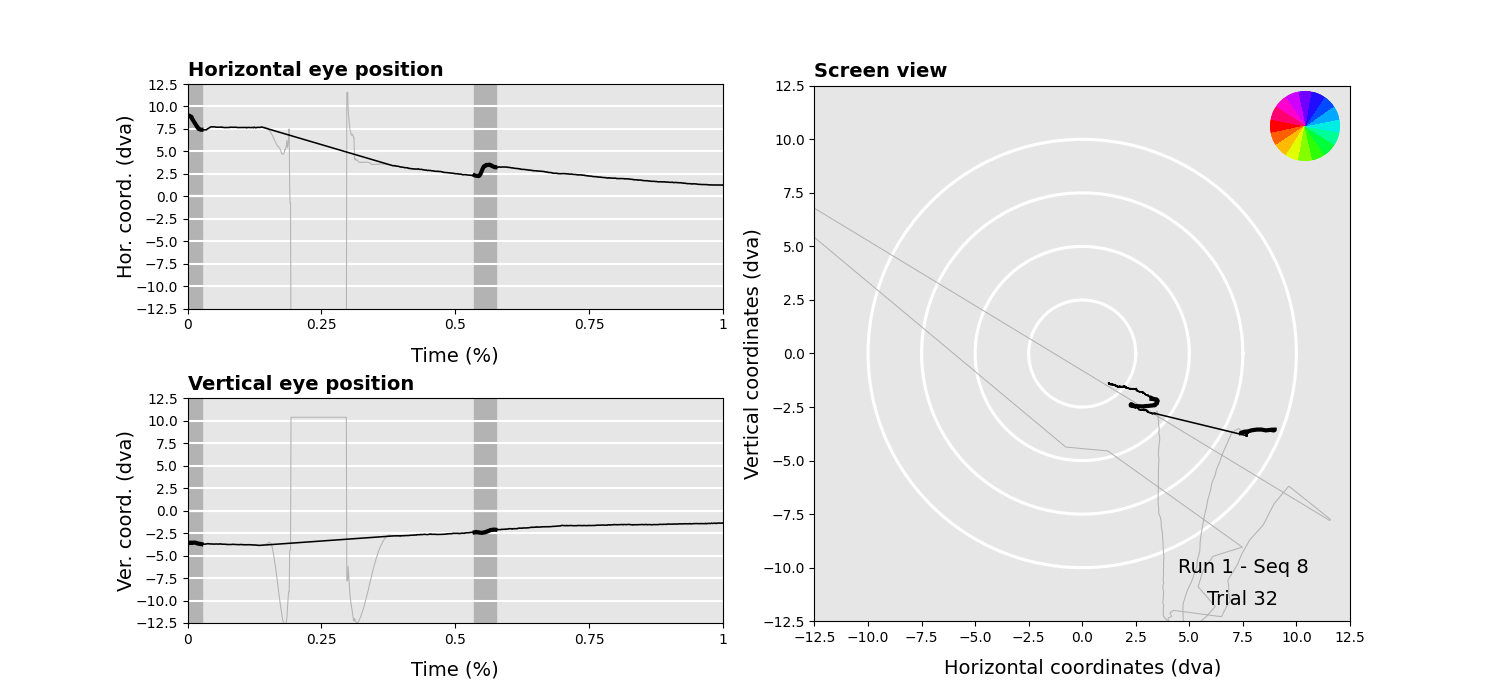 Horizontal eye position
Hor. coord. (dva)
12.5
10.0
7.5
5.0
2.5
0.0
−2.5
−5.0
−7.5
−10.0
−12.5
0 0.25 0.5 0.75 1
Time (%)
Vertical eye position
Ver. coord. (dva)
12.5
10.0
7.5
5.0
2.5
0.0
−2.5
−5.0
−7.5
−10.0
−12.5
0 0.25 0.5 0.75 1
Time (%)
Screen view
Vertical coordinates (dva)
12.5
10.0
7.5
5.0
2.5
0.0
−2.5
−5.0
−7.5
−10.0
−12.5
Run 1 - Seq 8
Trial 32
−12.5 −10.0 −7.5 −5.0 −2.5 0.0 2.5 5.0 7.5 10.0 12.5
Horizontal coordinates (dva)